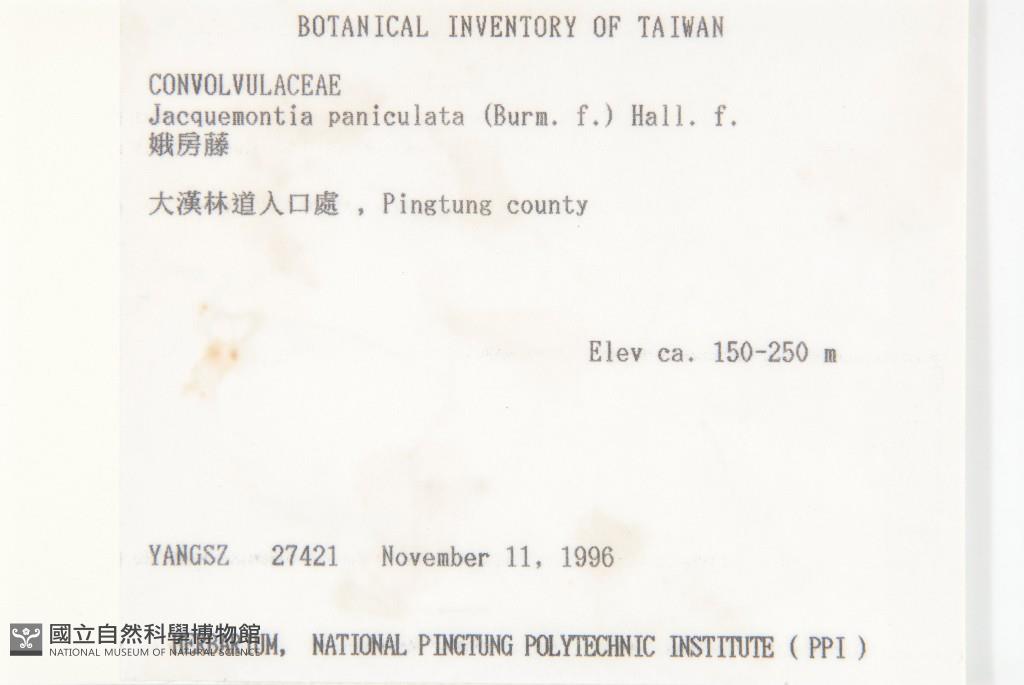 BOTANICAL INVENTORY OF TAIWAN
CONVOLVULACEAE
Jacquemontia paniculata (Burm. f.) Hall. f.
娥房藤
大漢林道入口處 , Pingtung county
Elev ca. 150-250 m
YANGSZ 27421 November 11, 1996
HERBARIUM, NATIONAL PINGTUNG POLYTECHNIC INSTITUTE ( PPI )
國立自然科學博物館
NATIONAL MUSEUM OF NATURAL SCIENCE